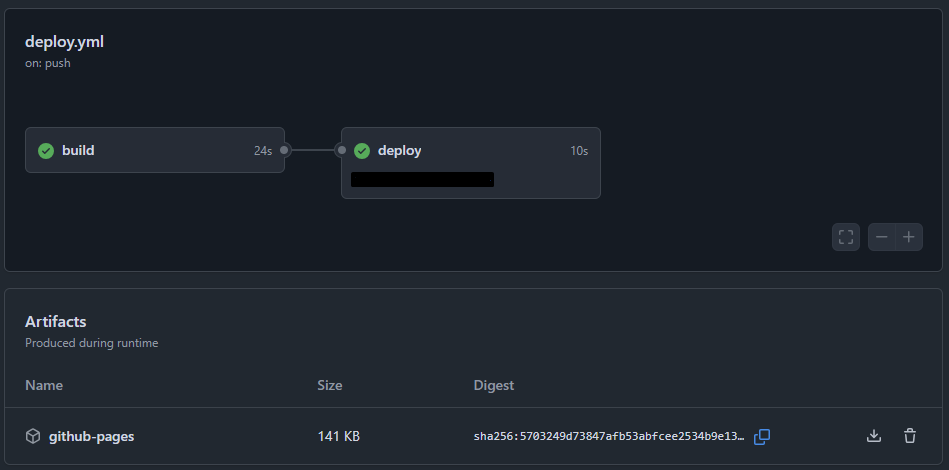 deploy.yml
on: push
build 24s
deploy 10s
Artifacts
Produced during runtime
Name Size Digest
github-pages 141 KB sha256:5703249d73847afb53abfcee2534b9e13…